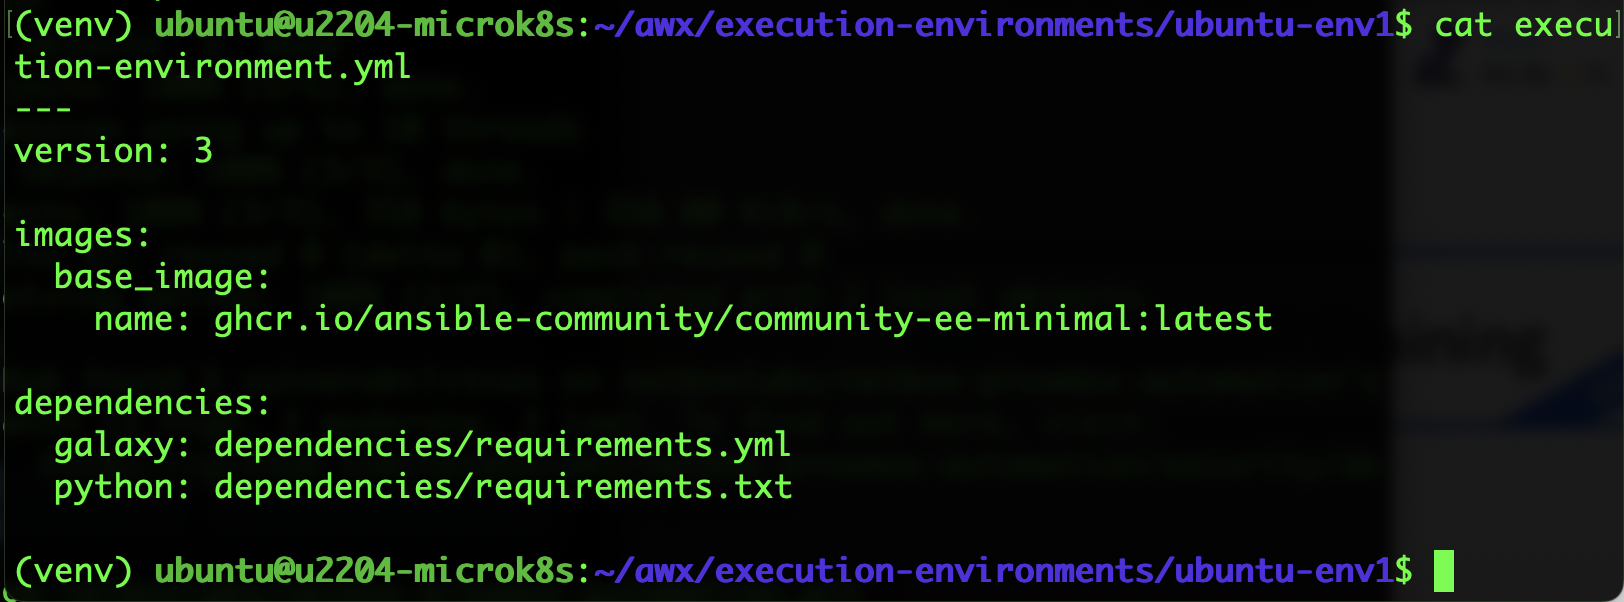 (venv) ubuntu@u2204-microk8s:~/awx/execution-environments/ubuntu-env1$ cat execu
tion-environment.yml
---
version: 3
images:
  base_image:
    name: ghcr.io/ansible-community/community-ee-minimal:latest
dependencies:
  galaxy: dependencies/requirements.yml
  python: dependencies/requirements.txt
(venv) ubuntu@u2204-microk8s:~/awx/execution-environments/ubuntu-env1$